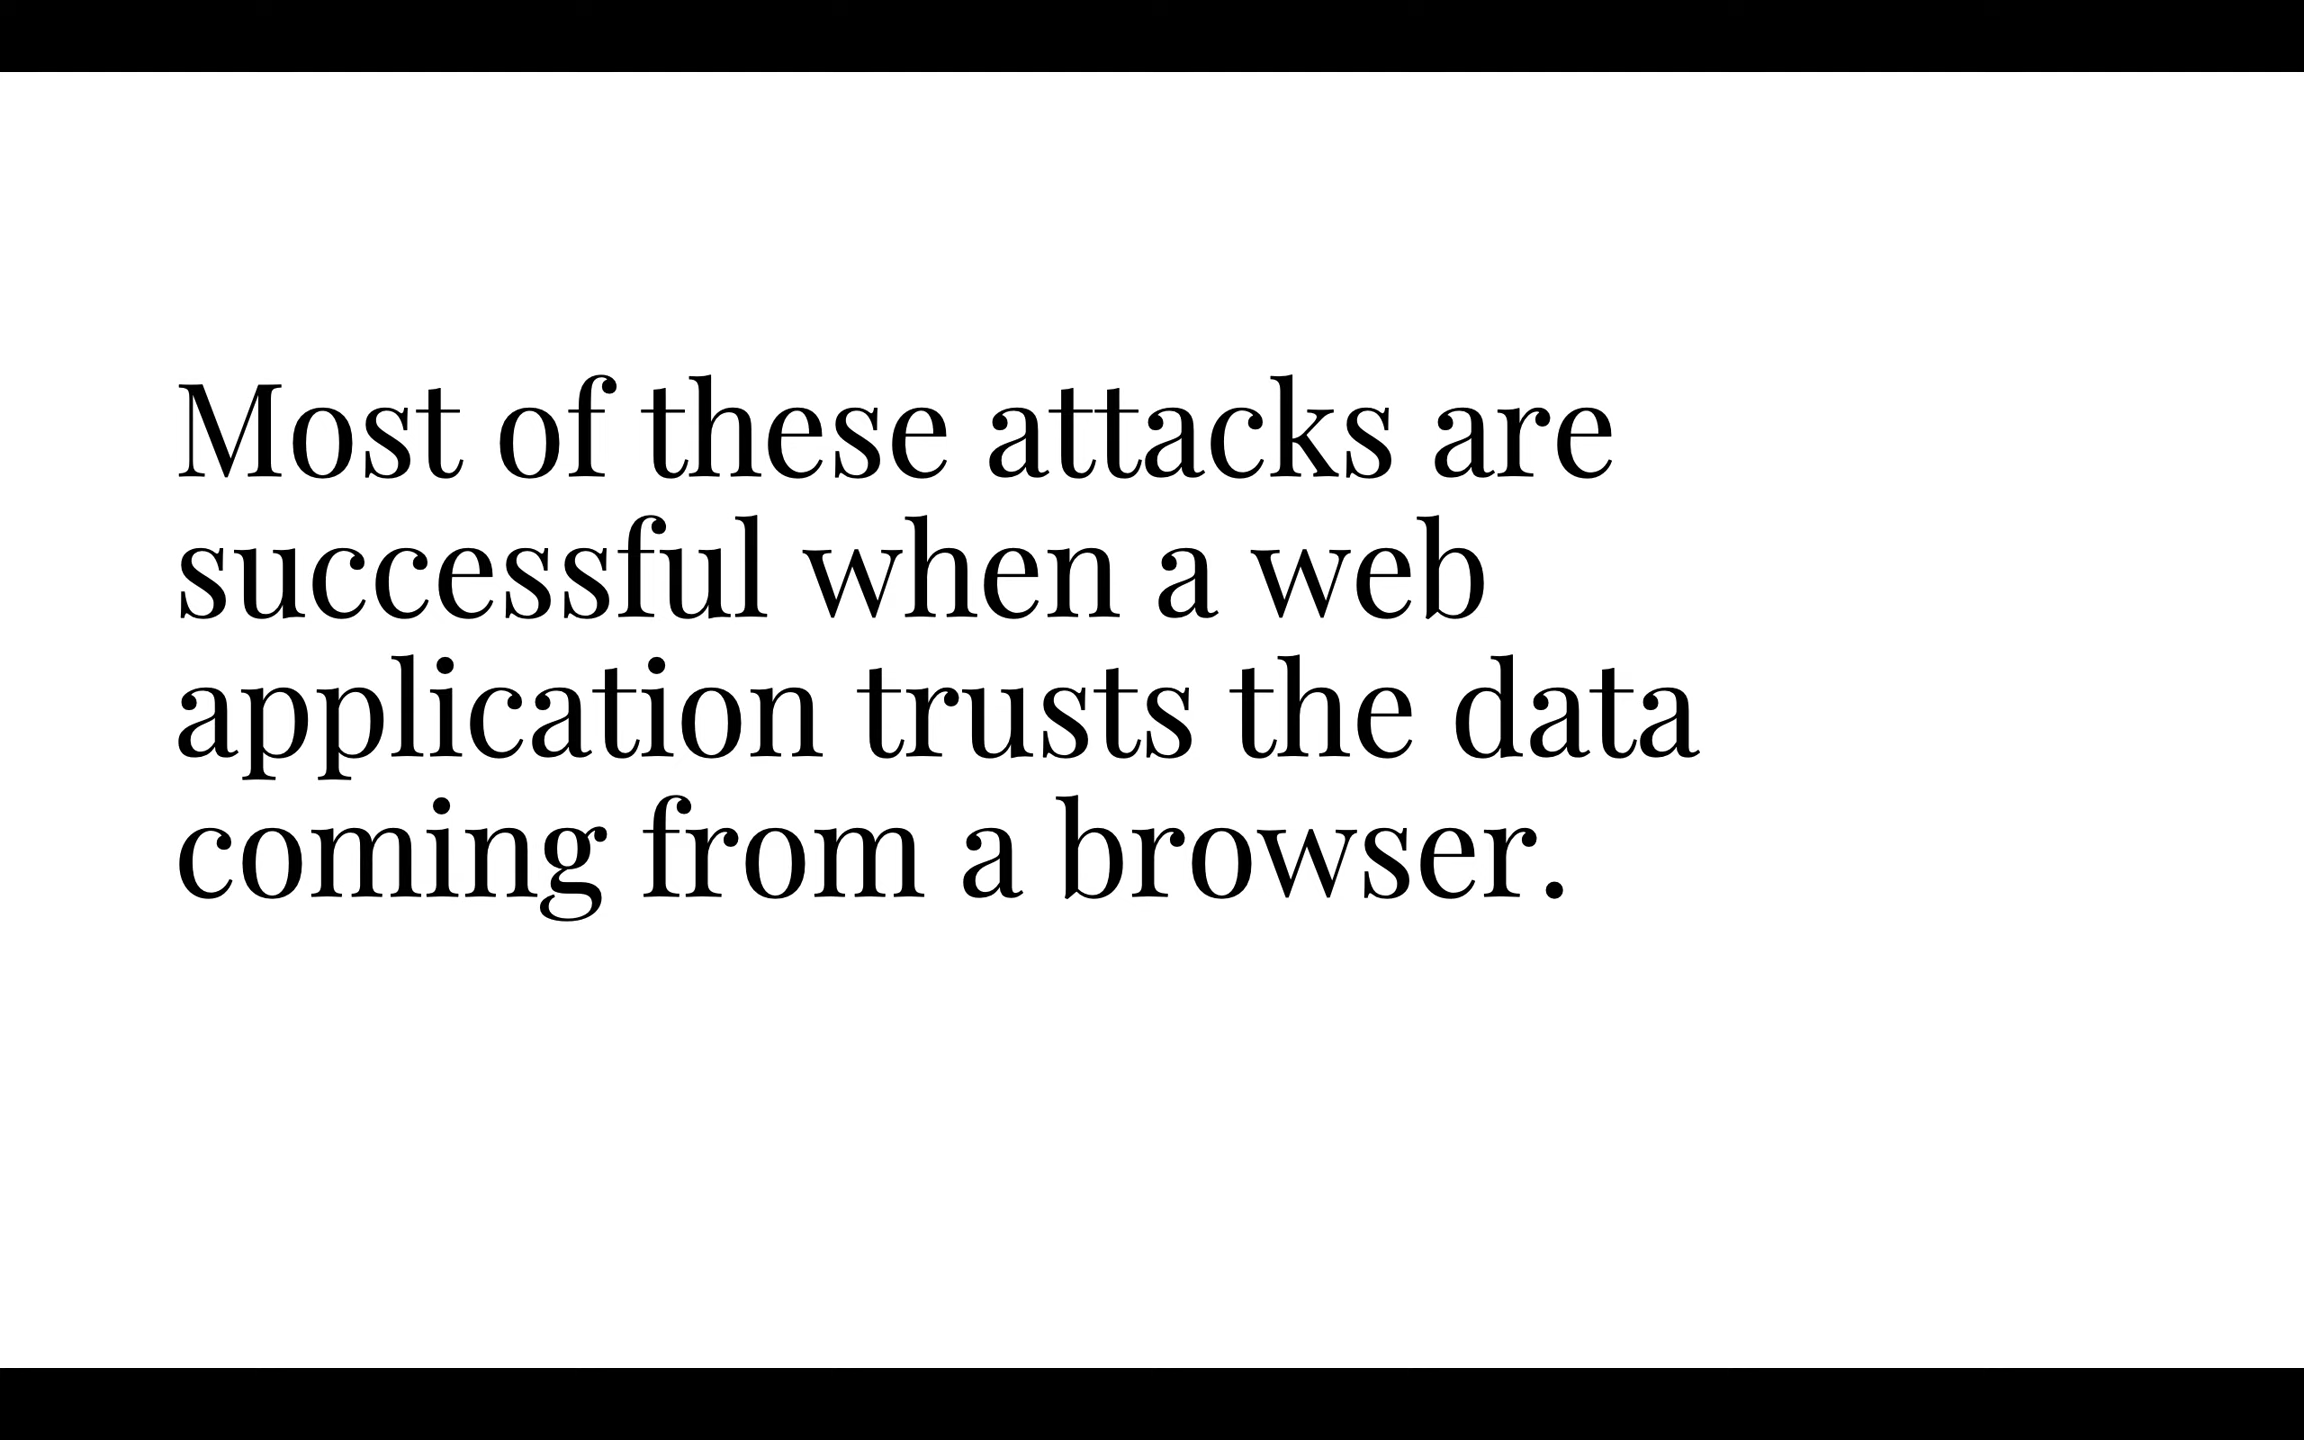 Most of these attacks are
successful when a web
application trusts the data
coming from a browser.